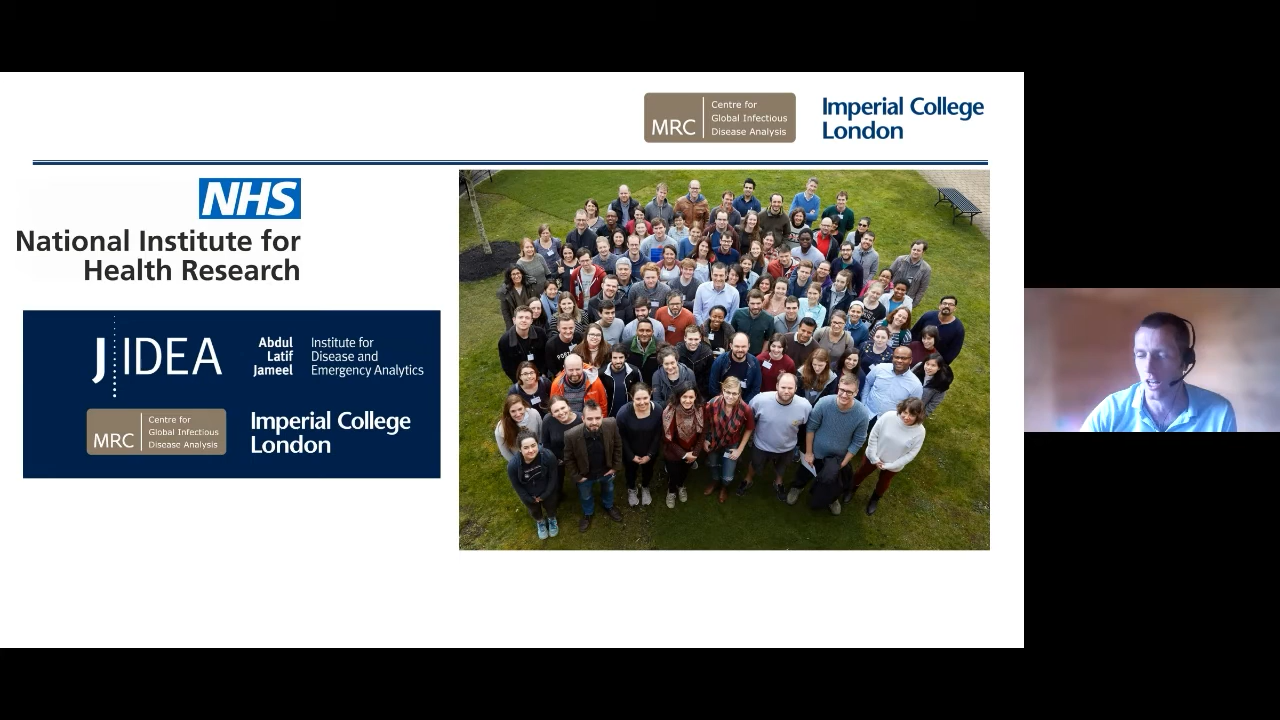 MRC
Centre for
Global Infectious
Disease Analysis
Imperial College
London
NHS
National Institute for
Health Research
J IDEA
Abdul
Latif
Jameel
Institute for
Disease and
Emergency Analytics
MRC
Centre for
Global Infectious
Disease Analysis
Imperial College
London